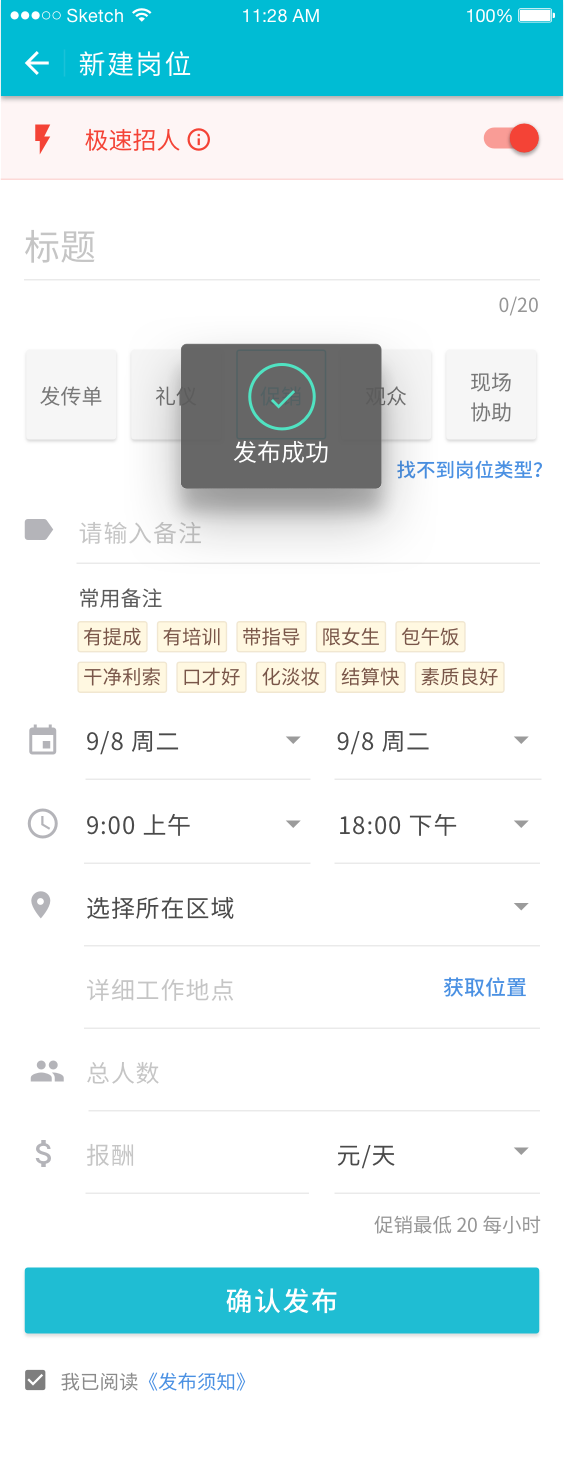 Sketch 11:28 AM 100%
新建岗位
极速招人
标题
0/20
发传单 礼仪 促销 观众 现场协助
发布成功
找不到岗位类型?
请输入备注
常用备注
有提成 有培训 带指导 限女生 包午饭
干净利索 口才好 化淡妆 结算快 素质良好
9/8 周二 9/8 周二
9:00 上午 18:00 下午
选择所在区域
详细工作地点 获取位置
总人数
报酬 元/天
促销最低 20 每小时
确认发布
我已阅读《发布须知》